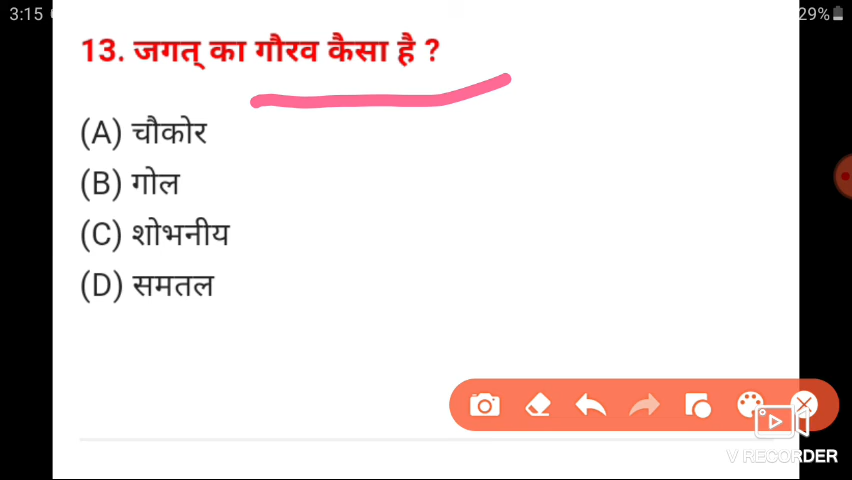 3:15
29%
13. जगत् का गौरव कैसा है ?
(A) चौकोर
(B) गोल
(C) शोभनीय
(D) समतल
V RECORDER